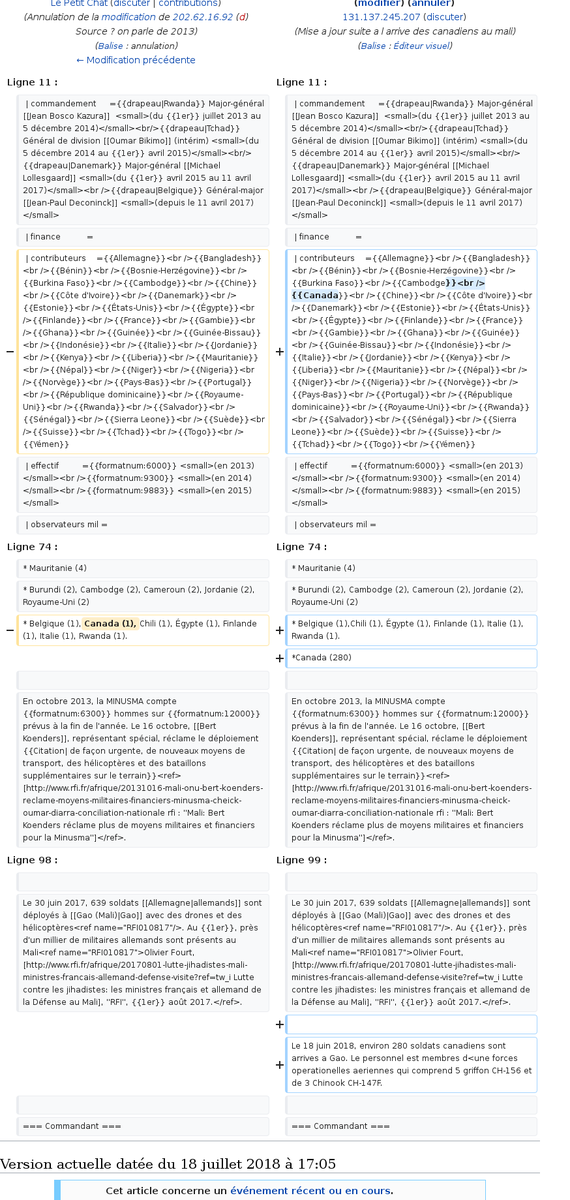 Le Petit Chat (discuter | contributions)
(Annulation de la modification de 202.62.16.92 (d)
Source ? on parle de 2013)
(Balise : annulation)
← Modification précédente
(modifier) (annuler)
131.137.245.207 (discuter)
(Mise a jour suite a l arrive des canadiens au mali)
(Balise : Éditeur visuel)
Ligne 11 :
| commandement ={{drapeau|Rwanda}} Major-général
[[Jean Bosco Kazura]] <small>(du {{1er}} juillet 2013 au
5 décembre 2014)</small><br/>{{drapeau|Tchad}}
Général de division [[Oumar Bikimo]] (intérim) <small>(du
5 décembre 2014 au {{1er}} avril 2015)</small><br/>
{{drapeau|Danemark}} Major-général [[Michael
Lollesgaard]] <small>(du {{1er}} avril 2015 au 11 avril
2017)</small><br />{{drapeau|Belgique}} Général-major
[[Jean-Paul Deconinck]] <small>(depuis le 11 avril 2017)
</small>
| finance =
− | contributeurs ={{Allemagne}}<br />{{Bangladesh}}
<br />{{Bénin}}<br />{{Bosnie-Herzégovine}}<br />
{{Burkina Faso}}<br />{{Cambodge}}<br />{{Chine}}
<br />{{Côte d'Ivoire}}<br />{{Danemark}}<br />
{{Estonie}}<br />{{États-Unis}}<br />{{Égypte}}<br />
{{Finlande}}<br />{{France}}<br />{{Gambie}}<br />
{{Ghana}}<br />{{Guinée}}<br />{{Guinée-Bissau}}<br />
{{Indonésie}}<br />{{Italie}}<br />{{Jordanie}}<br />
{{Kenya}}<br />{{Liberia}}<br />{{Mauritanie}}<br />
{{Népal}}<br />{{Niger}}<br />{{Nigeria}}<br />
{{Norvège}}<br />{{Pays-Bas}}<br />{{Portugal}}<br />
{{République dominicaine}}<br />{{Royaume-
Uni}}<br />{{Rwanda}}<br />{{Salvador}}<br />
{{Sénégal}}<br />{{Sierra Leone}}<br />{{Suède}}<br />
{{Suisse}}<br />{{Tchad}}<br />{{Togo}}<br />
{{Yémen}}
| effectif ={{formatnum:6000}} <small>(en 2013)
</small><br />{{formatnum:9300}} <small>(en 2014)
</small><br />{{formatnum:9883}} <small>(en 2015)
</small>
| observateurs mil =
Ligne 11 :
| commandement ={{drapeau|Rwanda}} Major-général
[[Jean Bosco Kazura]] <small>(du {{1er}} juillet 2013 au
5 décembre 2014)</small><br/>{{drapeau|Tchad}}
Général de division [[Oumar Bikimo]] (intérim) <small>(du
5 décembre 2014 au {{1er}} avril 2015)</small><br/>
{{drapeau|Danemark}} Major-général [[Michael
Lollesgaard]] <small>(du {{1er}} avril 2015 au 11 avril
2017)</small><br />{{drapeau|Belgique}} Général-major
[[Jean-Paul Deconinck]] <small>(depuis le 11 avril 2017)
</small>
| finance =
+ | contributeurs ={{Allemagne}}<br />{{Bangladesh}}
<br />{{Bénin}}<br />{{Bosnie-Herzégovine}}<br />
{{Burkina Faso}}<br />{{Cambodge}}<br />
{{Canada}}<br />{{Chine}}<br />{{Côte d'Ivoire}}<br />
{{Danemark}}<br />{{Estonie}}<br />{{États-Unis}}<br />
{{Égypte}}<br />{{Finlande}}<br />{{France}}<br />
{{Gambie}}<br />{{Ghana}}<br />{{Guinée}}<br />
{{Guinée-Bissau}}<br />{{Indonésie}}<br />
{{Italie}}<br />{{Jordanie}}<br />{{Kenya}}<br />
{{Liberia}}<br />{{Mauritanie}}<br />{{Népal}}<br />
{{Niger}}<br />{{Nigeria}}<br />{{Norvège}}<br />
{{Pays-Bas}}<br />{{Portugal}}<br />{{République
dominicaine}}<br />{{Royaume-Uni}}<br />
{{Rwanda}}<br />{{Salvador}}<br />{{Sénégal}}<br />{{Sierra
Leone}}<br />{{Suède}}<br />{{Suisse}}<br />
{{Tchad}}<br />{{Togo}}<br />{{Yémen}}
| effectif ={{formatnum:6000}} <small>(en 2013)
</small><br />{{formatnum:9300}} <small>(en 2014)
</small><br />{{formatnum:9883}} <small>(en 2015)
</small>
| observateurs mil =
Ligne 74 :
* Mauritanie (4)
* Burundi (2), Cambodge (2), Cameroun (2), Jordanie (2),
Royaume-Uni (2)
− * Belgique (1), Canada (1), Chili (1), Égypte (1), Finlande
(1), Italie (1), Rwanda (1).
En octobre 2013, la MINUSMA compte
{{formatnum:6300}} hommes sur {{formatnum:12000}}
prévus à la fin de l'année. Le 16 octobre, [[Bert
Koenders]], représentant spécial, réclame le déploiement
{{Citation| de façon urgente, de nouveaux moyens de
transport, des hélicoptères et des bataillons
supplémentaires sur le terrain}}<ref>
[http://www.rfi.fr/afrique/20131016-mali-onu-bert-koenders-
reclame-moyens-militaires-financiers-minusma-cheick-
oumar-diarra-conciliation-nationale rfi : ''Mali: Bert
Koenders réclame plus de moyens militaires et financiers
pour la Minusma'']</ref>.
Ligne 74 :
* Mauritanie (4)
* Burundi (2), Cambodge (2), Cameroun (2), Jordanie (2),
Royaume-Uni (2)
+ * Belgique (1),Chili (1), Égypte (1), Finlande (1), Italie (1),
Rwanda (1).
+ *Canada (280)
En octobre 2013, la MINUSMA compte
{{formatnum:6300}} hommes sur {{formatnum:12000}}
prévus à la fin de l'année. Le 16 octobre, [[Bert
Koenders]], représentant spécial, réclame le déploiement
{{Citation| de façon urgente, de nouveaux moyens de
transport, des hélicoptères et des bataillons
supplémentaires sur le terrain}}<ref>
[http://www.rfi.fr/afrique/20131016-mali-onu-bert-koenders-
reclame-moyens-militaires-financiers-minusma-cheick-
oumar-diarra-conciliation-nationale rfi : ''Mali: Bert
Koenders réclame plus de moyens militaires et financiers
pour la Minusma'']</ref>.
Ligne 98 :
Le 30 juin 2017, 639 soldats [[Allemagne|allemands]] sont
déployés à [[Gao (Mali)|Gao]] avec des drones et des
hélicoptères<ref name="RFI010817"/>. Au {{1er}}, près
d'un millier de militaires allemands sont présents au
Mali<ref name="RFI010817">Olivier Fourt,
[http://www.rfi.fr/afrique/20170801-lutte-jihadistes-mali-
ministres-francais-allemand-defense-visite?ref=tw_i Lutte
contre les jihadistes: les ministres français et allemand de
la Défense au Mali], ''RFI'', {{1er}} août 2017.</ref>.
=== Commandant ===
Ligne 99 :
Le 30 juin 2017, 639 soldats [[Allemagne|allemands]] sont
déployés à [[Gao (Mali)|Gao]] avec des drones et des
hélicoptères<ref name="RFI010817"/>. Au {{1er}}, près
d'un millier de militaires allemands sont présents au
Mali<ref name="RFI010817">Olivier Fourt,
[http://www.rfi.fr/afrique/20170801-lutte-jihadistes-mali-
ministres-francais-allemand-defense-visite?ref=tw_i Lutte
contre les jihadistes: les ministres français et allemand de
la Défense au Mali], ''RFI'', {{1er}} août 2017.</ref>.
+
+ Le 18 juin 2018, environ 280 soldats canadiens sont
arrives a Gao. Le personnel est membres d<une forces
operationelles aeriennes qui comprend 5 griffon CH-156 et
de 3 Chinook CH-147F.
=== Commandant ===
Version actuelle datée du 18 juillet 2018 à 17:05
Cet article concerne un événement récent ou en cours.